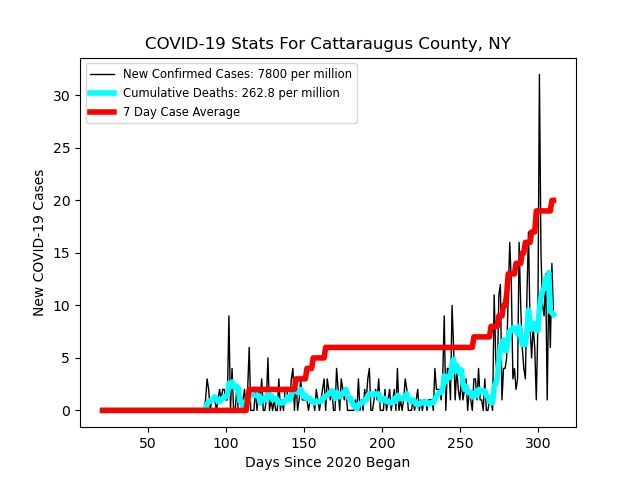 COVID-19 Stats For Cattaraugus County, NY
New Confirmed Cases: 7800 per million
Cumulative Deaths: 262.8 per million
7 Day Case Average
New COVID-19 Cases
30
25
20
15
10
5
0
50 100 150 200 250 300
Days Since 2020 Began